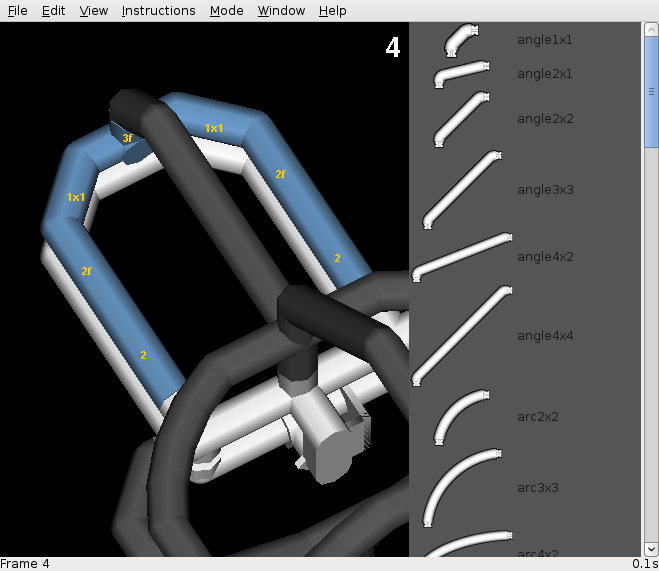 File Edit View Instructions Mode Window Help
4
angle1x1
angle2x1
angle2x2
angle3x3
angle4x2
angle4x4
arc2x2
arc3x3
arc4x2
3f
1x1
2f
1x1
2f
2
2
Frame 4
0.1s